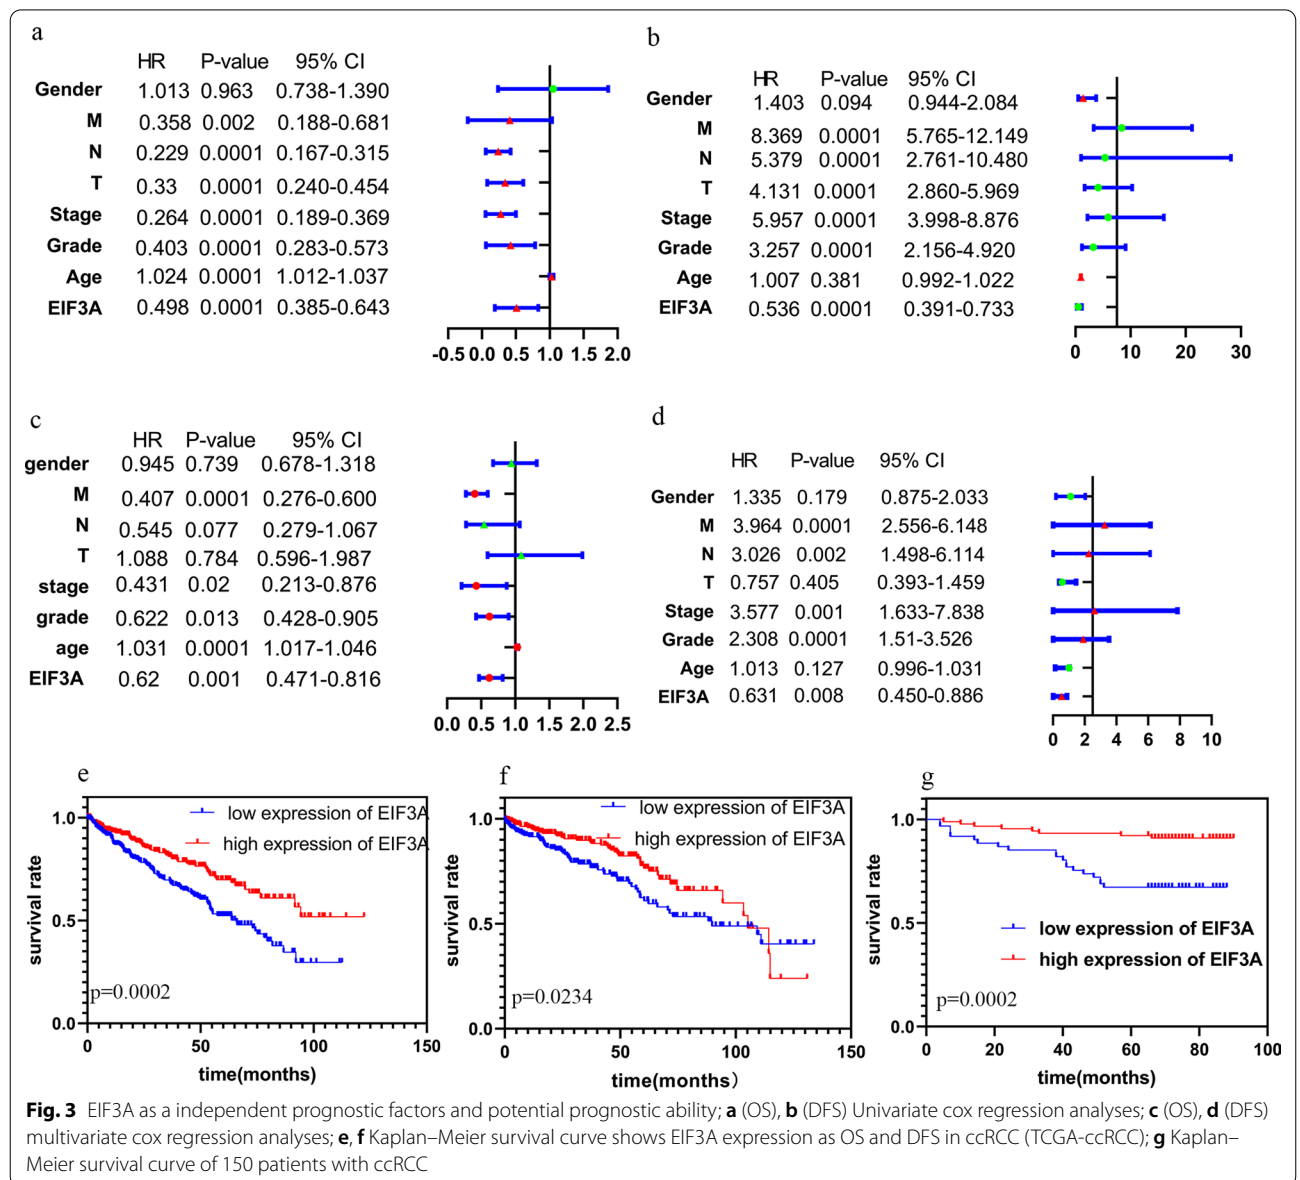 a
HR P-value 95% CI
Gender 1.013 0.963 0.738-1.390
M 0.358 0.002 0.188-0.681
N 0.229 0.0001 0.167-0.315
T 0.33 0.0001 0.240-0.454
Stage 0.264 0.0001 0.189-0.369
Grade 0.403 0.0001 0.283-0.573
Age 1.024 0.0001 1.012-1.037
EIF3A 0.498 0.0001 0.385-0.643
-0.5 0.0 0.5 1.0 1.5 2.0
b
HR P-value 95% CI
Gender 1.403 0.094 0.944-2.084
M 8.369 0.0001 5.765-12.149
N 5.379 0.0001 2.761-10.480
T 4.131 0.0001 2.860-5.969
Stage 5.957 0.0001 3.998-8.876
Grade 3.257 0.0001 2.156-4.920
Age 1.007 0.381 0.992-1.022
EIF3A 0.536 0.0001 0.391-0.733
0 10 20 30
c
HR P-value 95% CI
gender 0.945 0.739 0.678-1.318
M 0.407 0.0001 0.276-0.600
N 0.545 0.077 0.279-1.067
T 1.088 0.784 0.596-1.987
stage 0.431 0.02 0.213-0.876
grade 0.622 0.013 0.428-0.905
age 1.031 0.0001 1.017-1.046
EIF3A 0.62 0.001 0.471-0.816
0.0 0.5 1.0 1.5 2.0 2.5
d
HR P-value 95% CI
Gender 1.335 0.179 0.875-2.033
M 3.964 0.0001 2.556-6.148
N 3.026 0.002 1.498-6.114
T 0.757 0.405 0.393-1.459
Stage 3.577 0.001 1.633-7.838
Grade 2.308 0.0001 1.51-3.526
Age 1.013 0.127 0.996-1.031
EIF3A 0.631 0.008 0.450-0.886
0 2 4 6 8 10
e
low expression of EIF3A
high expression of EIF3A
survival rate
1.0
0.5
0.0
p=0.0002
0 50 100 150
time(months)
f
low expression of EIF3A
high expression of EIF3A
survival rate
1.0
0.5
0.0
p=0.0234
0 50 100 150
time(months）
g
low expression of EIF3A
high expression of EIF3A
survival rate
1.0
0.5
0.0
p=0.0002
0 20 40 60 80 100
time(months)
Fig. 3 EIF3A as a independent prognostic factors and potential prognostic ability; a (OS), b (DFS) Univariate cox regression analyses; c (OS), d (DFS)
multivariate cox regression analyses; e, f Kaplan–Meier survival curve shows EIF3A expression as OS and DFS in ccRCC (TCGA-ccRCC); g Kaplan–
Meier survival curve of 150 patients with ccRCC